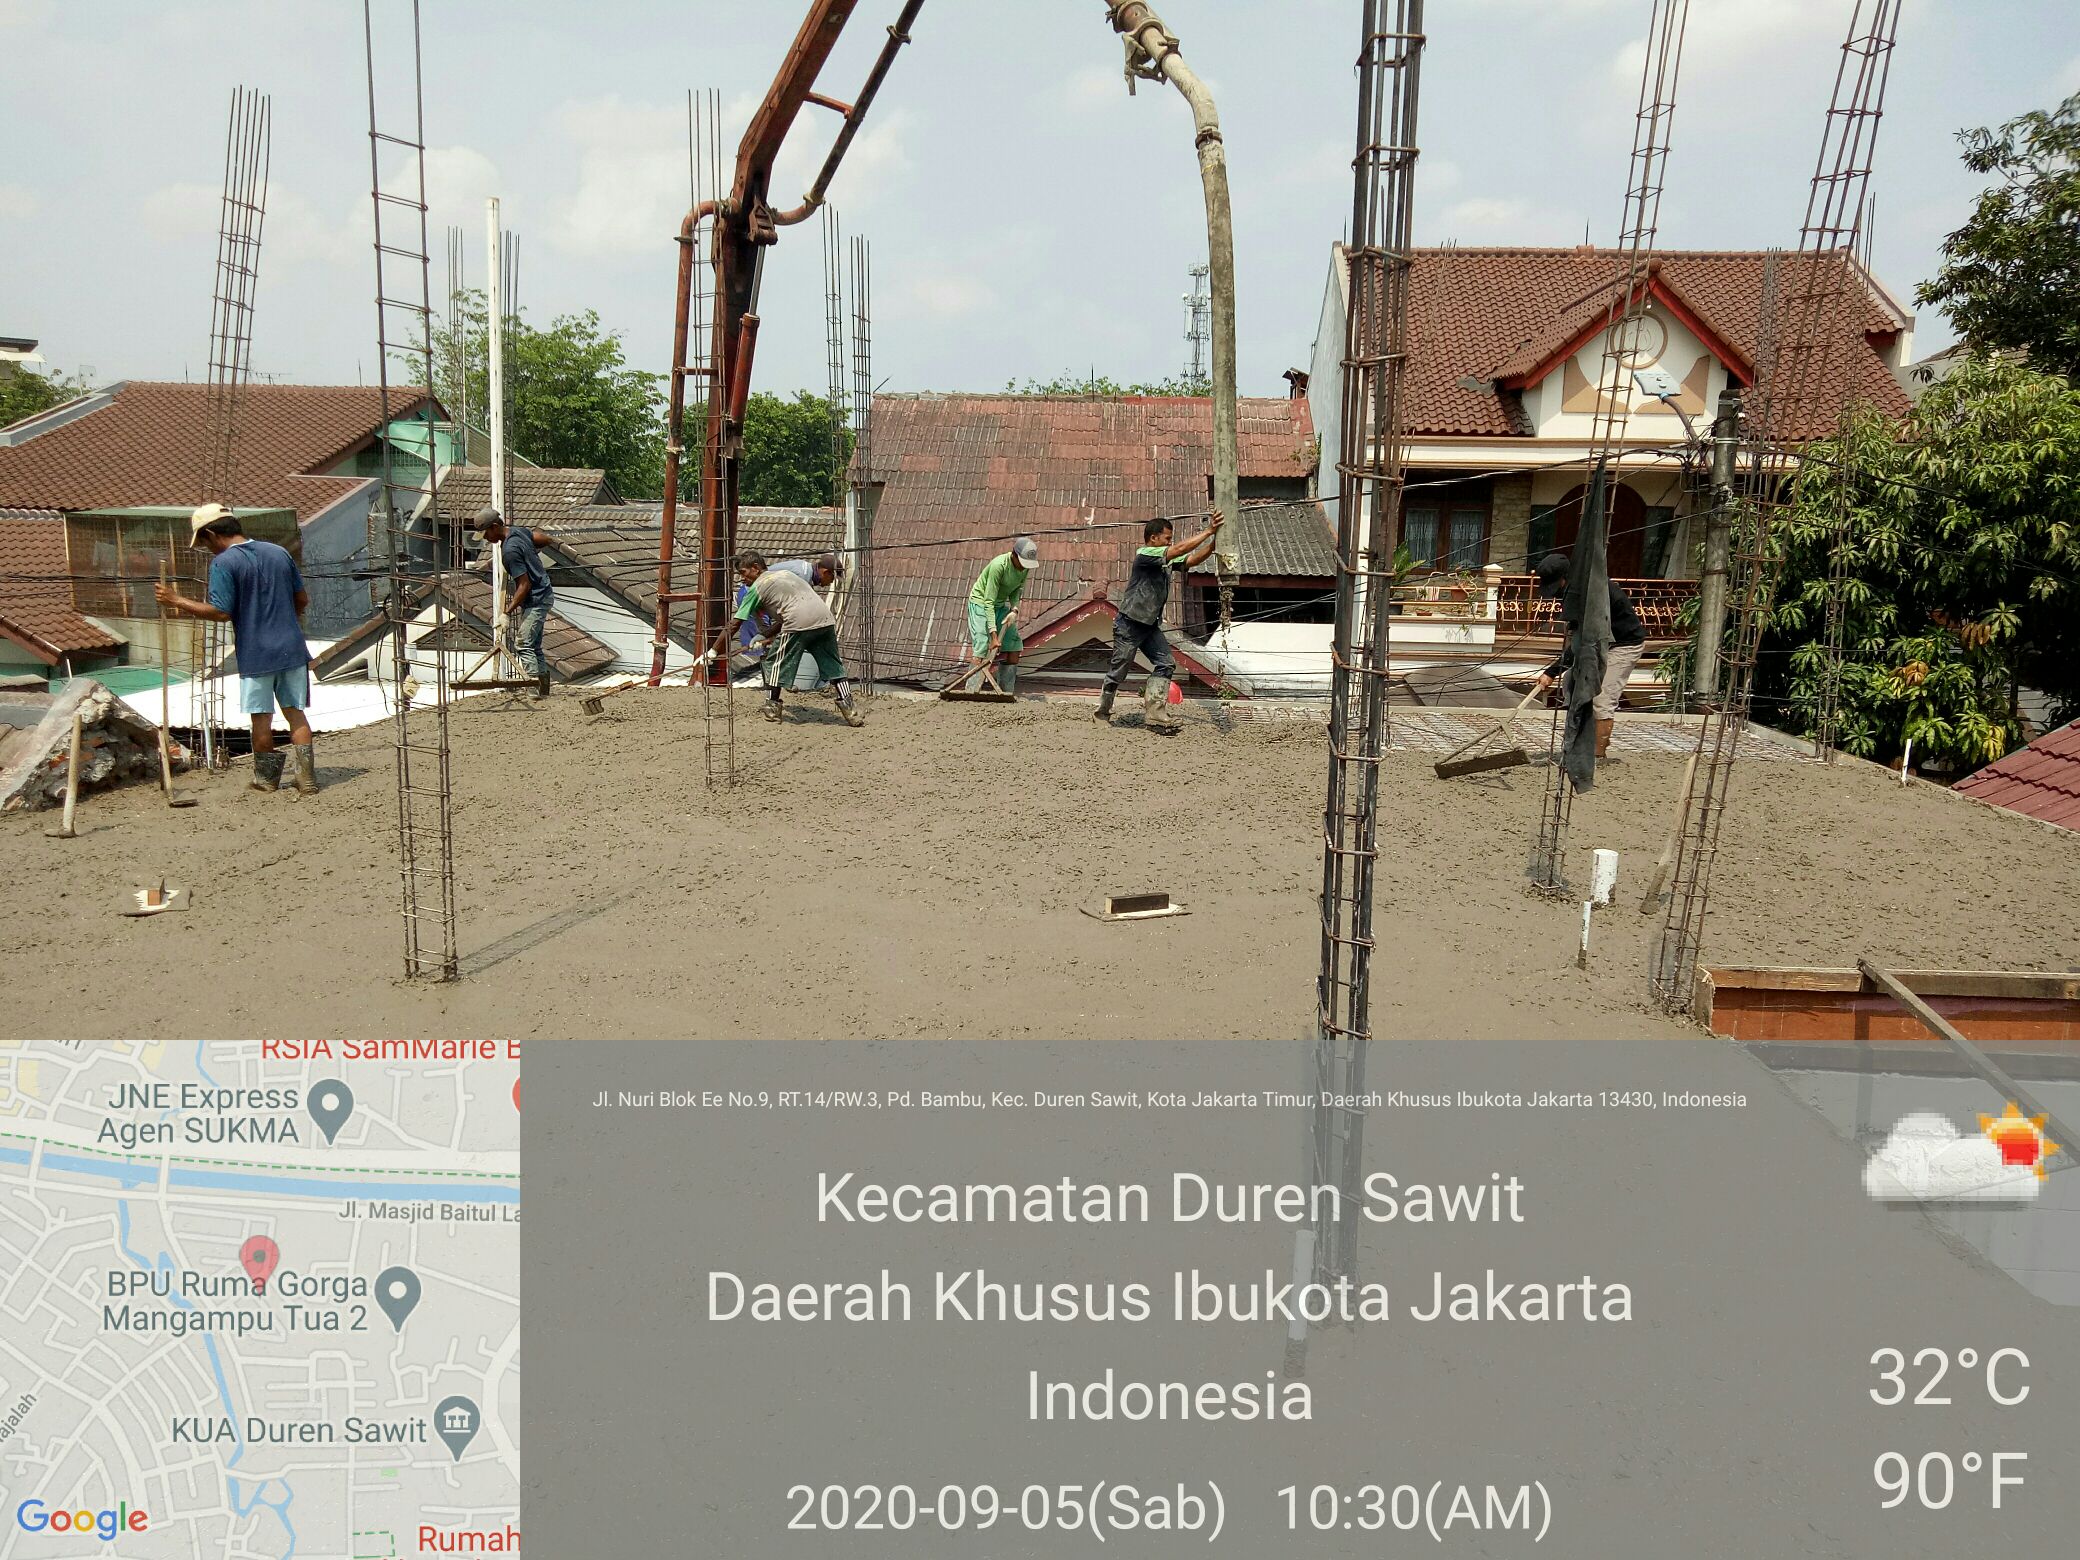 RSIA SamMarie
JNE Express
Agen SUKMA
Jl. Masjid Baitul
BPU Ruma Gorga
Mangampu Tua 2
KUA Duren Sawit
Google
Rumah
Jl. Nuri Blok Ee No.9, RT.14/RW.3, Pd. Bambu, Kec. Duren Sawit, Kota Jakarta Timur, Daerah Khusus Ibukota Jakarta 13430, Indonesia
Kecamatan Duren Sawit
Daerah Khusus Ibukota Jakarta
Indonesia
2020-09-05(Sab) 10:30(AM)
32°C
90°F